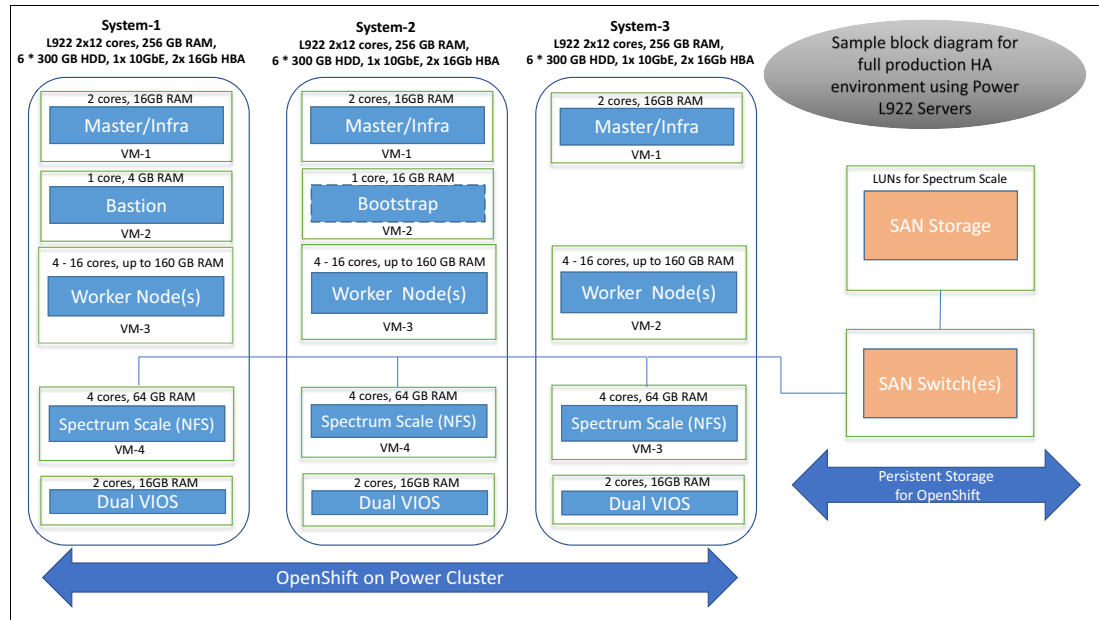 System-1
L922 2x12 cores, 256 GB RAM,
6 * 300 GB HDD, 1x 10GbE, 2x 16Gb HBA
2 cores, 16GB RAM
Master/Infra
VM-1
1 core, 4 GB RAM
Bastion
VM-2
4 - 16 cores, up to 160 GB RAM
Worker Node(s)
VM-3
4 cores, 64 GB RAM
Spectrum Scale (NFS)
VM-4
2 cores, 16GB RAM
Dual VIOS
System-2
L922 2x12 cores, 256 GB RAM,
6 * 300 GB HDD, 1x 10GbE, 2x 16Gb HBA
2 cores, 16GB RAM
Master/Infra
VM-1
1 core, 16 GB RAM
Bootstrap
VM-2
4 - 16 cores, up to 160 GB RAM
Worker Node(s)
VM-3
4 cores, 64 GB RAM
Spectrum Scale (NFS)
VM-4
2 cores, 16GB RAM
Dual VIOS
System-3
L922 2x12 cores, 256 GB RAM,
6 * 300 GB HDD, 1x 10GbE, 2x 16Gb HBA
2 cores, 16GB RAM
Master/Infra
VM-1
4 - 16 cores, up to 160 GB RAM
Worker Node(s)
VM-2
4 cores, 64 GB RAM
Spectrum Scale (NFS)
VM-3
2 cores, 16GB RAM
Dual VIOS
OpenShift on Power Cluster
Sample block diagram for
full production HA
environment using Power
L922 Servers
LUNs for Spectrum Scale
SAN Storage
SAN Switch(es)
Persistent Storage
for OpenShift